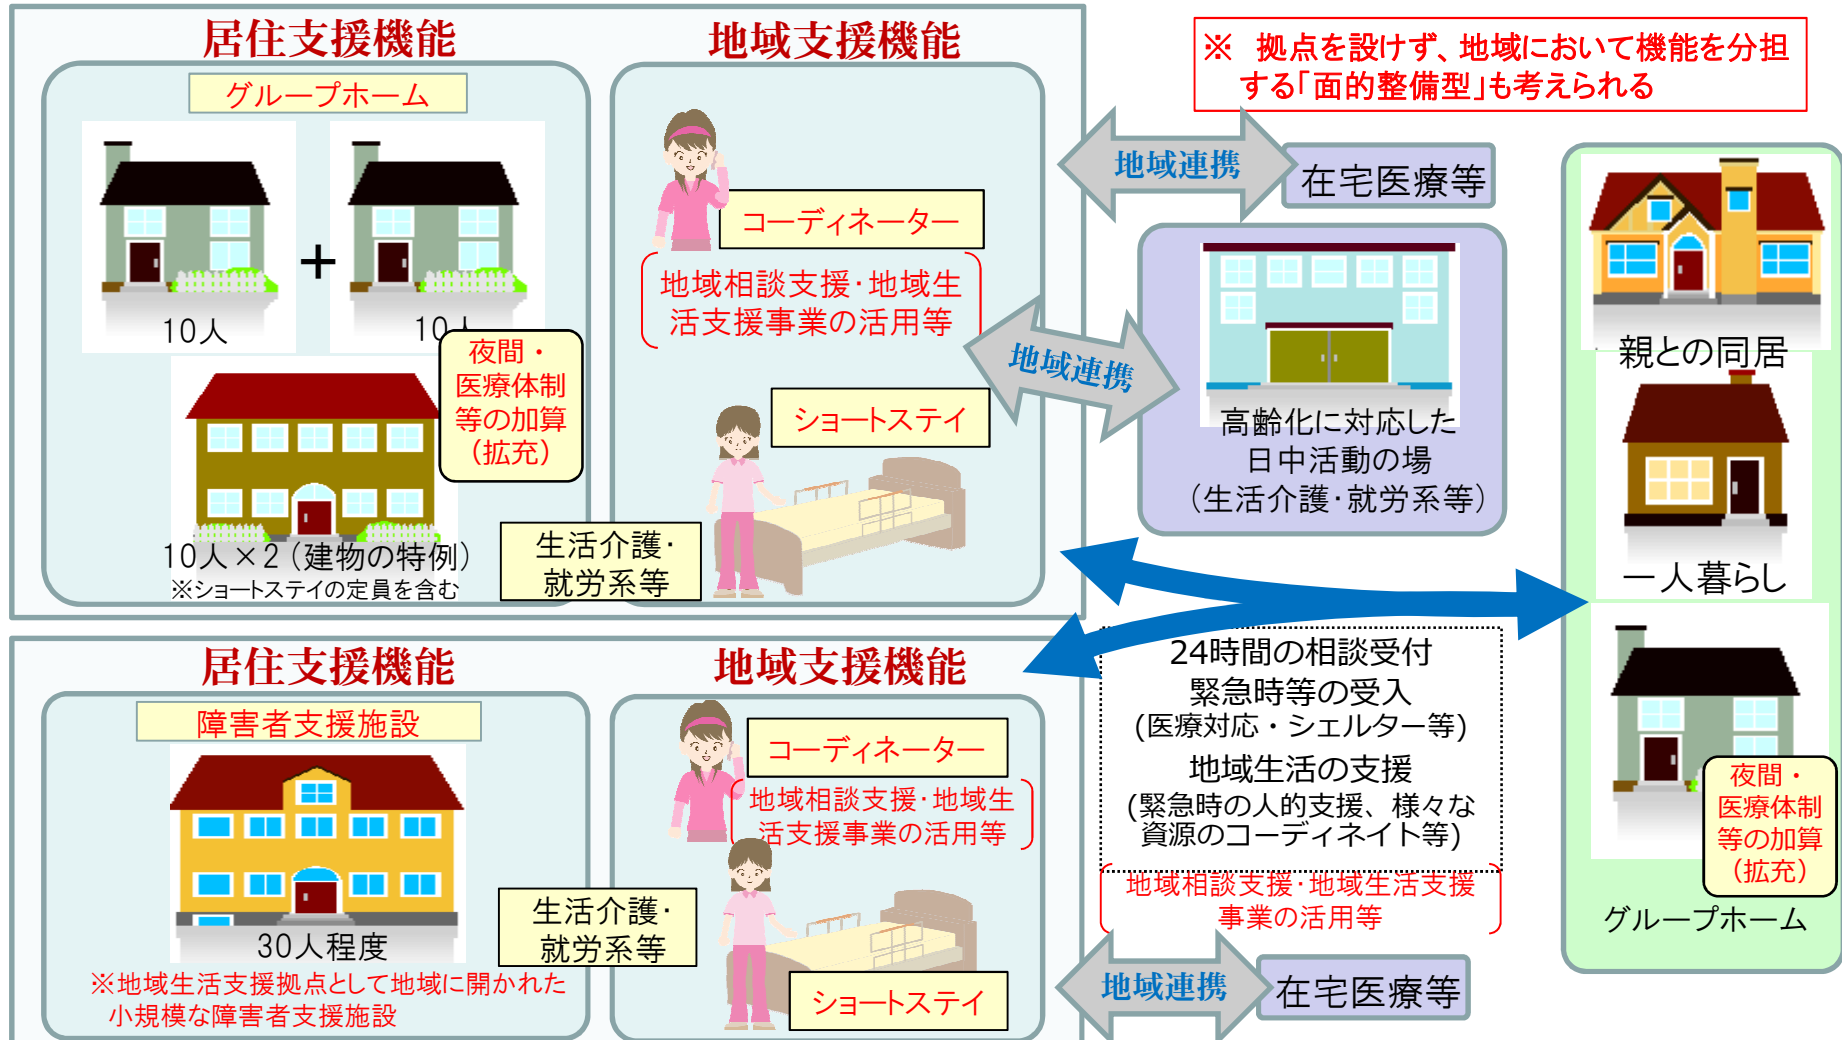 居住支援機能
グループホーム
10人
+
10人
夜間・
医療体制
等の加算
（拡充）
10人×2（建物の特例）
※ショートステイの定員を含む
地域支援機能
コーディネーター
地域相談支援･地域生
活支援事業の活用等
ショートステイ
生活介護･
就労系等
※　拠点を設けず、地域において機能を分担
する「面的整備型」も考えられる
地域連携
在宅医療等
地域連携
高齢化に対応した
日中活動の場
（生活介護･就労系等）
親との同居
一人暮らし
夜間・
医療体制
等の加算
（拡充）
グループホーム
24時間の相談受付
緊急時等の受入
(医療対応・シェルター等)
地域生活の支援
(緊急時の人的支援、様々な
資源のコーディネイト等)
地域相談支援･地域生活支援
事業の活用等
居住支援機能
障害者支援施設
30人程度
※地域生活支援拠点として地域に開かれた
小規模な障害者支援施設
地域支援機能
コーディネーター
地域相談支援･地域生
活支援事業の活用等
生活介護･
就労系等
ショートステイ
地域連携
在宅医療等